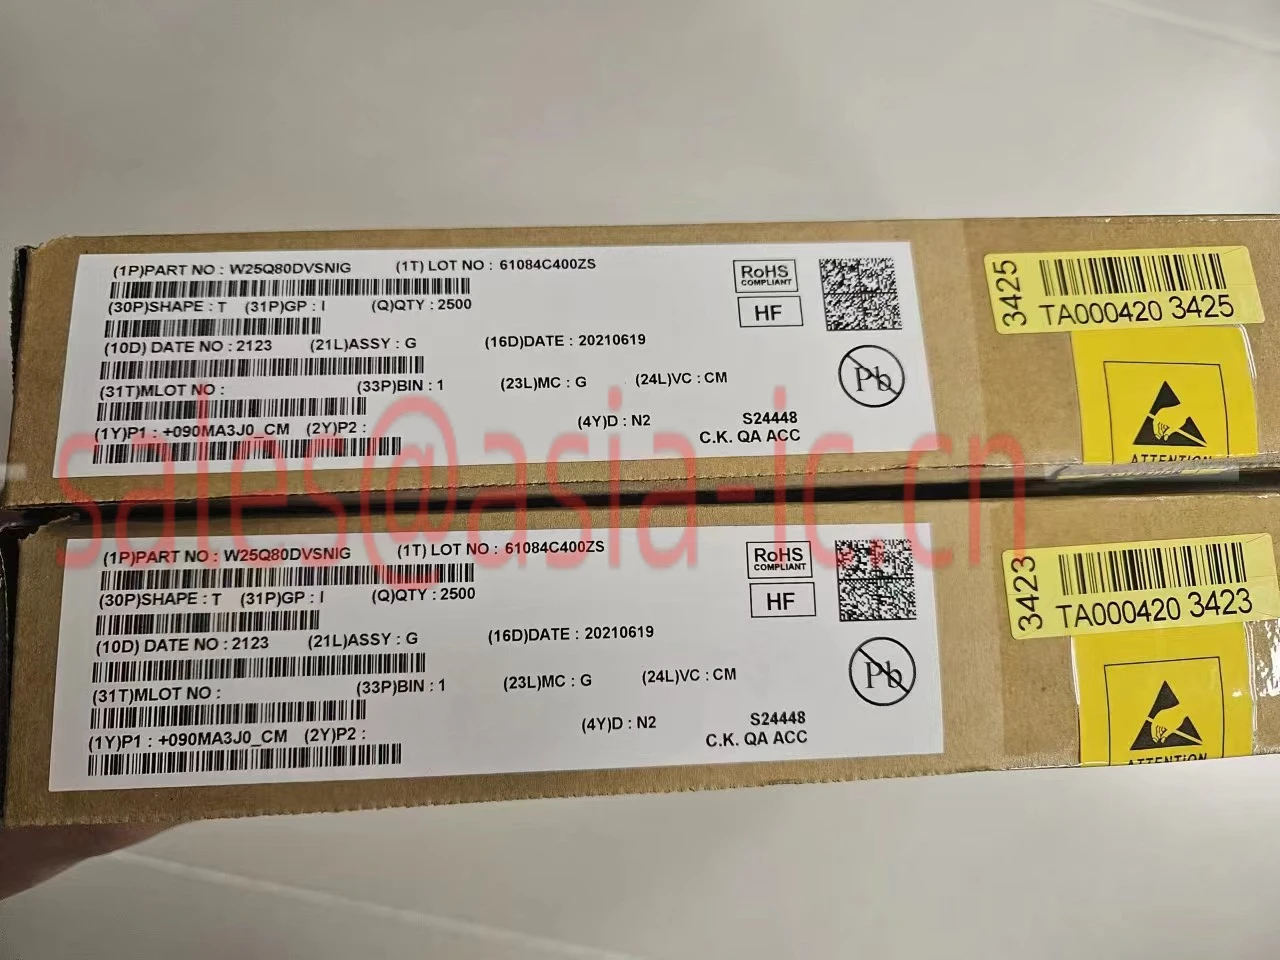 (1P)PART NO : W25Q80DVSNIG (1T) LOT NO : 61084C400ZS
(30P)SHAPE : T (31P)GP : I (Q)QTY : 2500
(10D) DATE NO : 2123 (21L)ASSY : G (16D)DATE : 20210619
(31T)MLOT NO : (33P)BIN : 1 (23L)MC : G (24L)VC : CM
(4Y)D : N2 S24448
(1Y)P1 : +090MA3J0_CM (2Y)P2 : C.K. QA ACC
RoHS
COMPLIANT
HF
Pb
3425
TA000420 3425
ATTENTION
sales@asia-ic.cn
(1P)PART NO : W25Q80DVSNIG (1T) LOT NO : 61084C400ZS
(30P)SHAPE : T (31P)GP : I (Q)QTY : 2500
(10D) DATE NO : 2123 (21L)ASSY : G (16D)DATE : 20210619
(31T)MLOT NO : (33P)BIN : 1 (23L)MC : G (24L)VC : CM
(4Y)D : N2 S24448
(1Y)P1 : +090MA3J0_CM (2Y)P2 : C.K. QA ACC
RoHS
COMPLIANT
HF
Pb
3423
TA000420 3423
ATTENTION